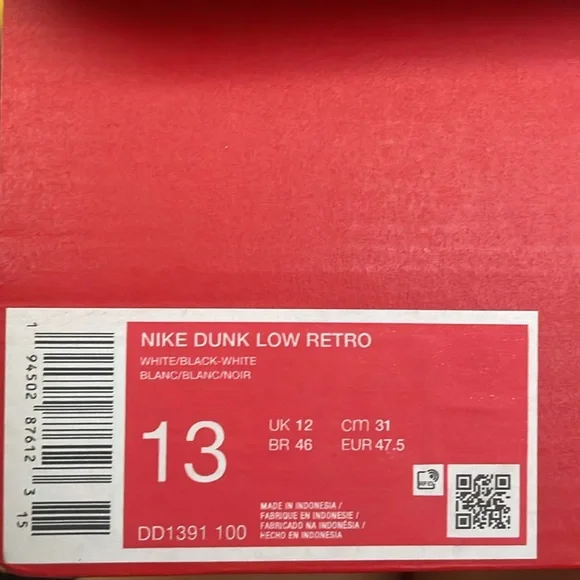 NIKE DUNK LOW RETRO
WHITE/BLACK-WHITE
BLANC/BLANC/NOIR
13
UK 12 cm 31
BR 46 EUR 47.5
DD1391 100
MADE IN INDONESIA /
FABRIQUE EN INDONESIE /
FABRICADO NA INDONÉSIA /
HECHO EN INDONESIA
RFID
1 94502 87612 3 15